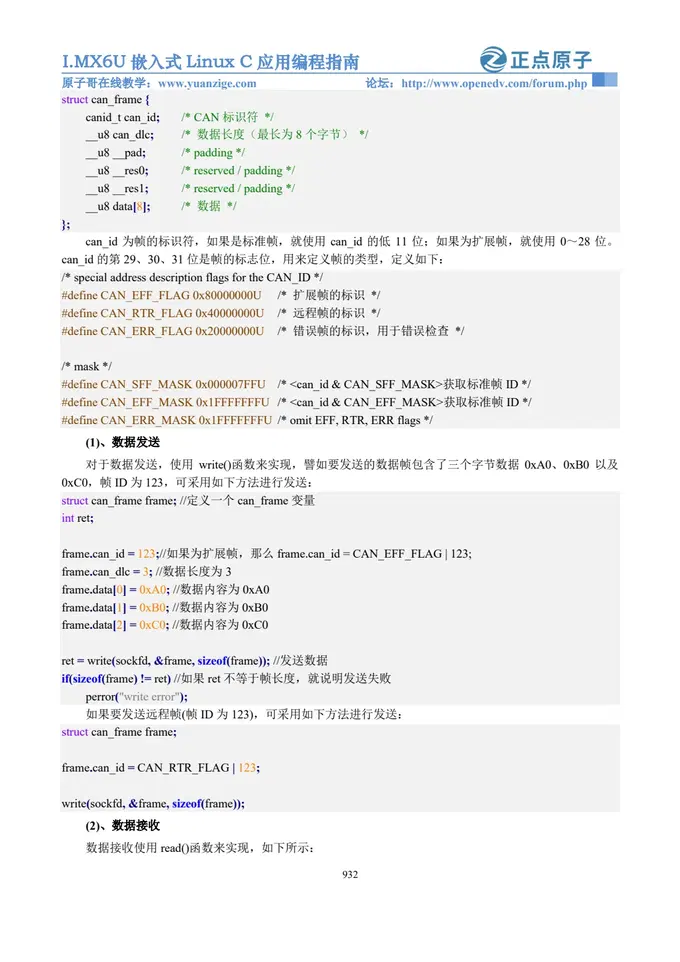 I.MX6U 嵌入式 Linux C 应用编程指南
正点原子
原子哥在线教学：www.yuanzige.com 论坛：http://www.openedv.com/forum.php
struct can_frame {
canid_t can_id; /* CAN 标识符 */
__u8 can_dlc; /* 数据长度（最长为 8 个字节） */
__u8 __pad; /* padding */
__u8 __res0; /* reserved / padding */
__u8 __res1; /* reserved / padding */
__u8 data[8]; /* 数据 */
};
can_id 为帧的标识符，如果是标准帧，就使用 can_id 的低 11 位；如果为扩展帧，就使用 0～28 位。
can_id 的第 29、30、31 位是帧的标志位，用来定义帧的类型，定义如下：
/* special address description flags for the CAN_ID */
#define CAN_EFF_FLAG 0x80000000U /* 扩展帧的标识 */
#define CAN_RTR_FLAG 0x40000000U /* 远程帧的标识 */
#define CAN_ERR_FLAG 0x20000000U /* 错误帧的标识，用于错误检查 */
/* mask */
#define CAN_SFF_MASK 0x000007FFU /* <can_id & CAN_SFF_MASK>获取标准帧 ID */
#define CAN_EFF_MASK 0x1FFFFFFFU /* <can_id & CAN_EFF_MASK>获取标准帧 ID */
#define CAN_ERR_MASK 0x1FFFFFFFU /* omit EFF, RTR, ERR flags */
(1)、数据发送
对于数据发送，使用 write()函数来实现，譬如要发送的数据帧包含了三个字节数据 0xA0、0xB0 以及
0xC0，帧 ID 为 123，可采用如下方法进行发送：
struct can_frame frame; //定义一个 can_frame 变量
int ret;
frame.can_id = 123;//如果为扩展帧，那么 frame.can_id = CAN_EFF_FLAG | 123;
frame.can_dlc = 3; //数据长度为 3
frame.data[0] = 0xA0; //数据内容为 0xA0
frame.data[1] = 0xB0; //数据内容为 0xB0
frame.data[2] = 0xC0; //数据内容为 0xC0
ret = write(sockfd, &frame, sizeof(frame)); //发送数据
if(sizeof(frame) != ret) //如果 ret 不等于帧长度，就说明发送失败
perror("write error");
如果要发送远程帧(帧 ID 为 123)，可采用如下方法进行发送：
struct can_frame frame;
frame.can_id = CAN_RTR_FLAG | 123;
write(sockfd, &frame, sizeof(frame));
(2)、数据接收
数据接收使用 read()函数来实现，如下所示：
932